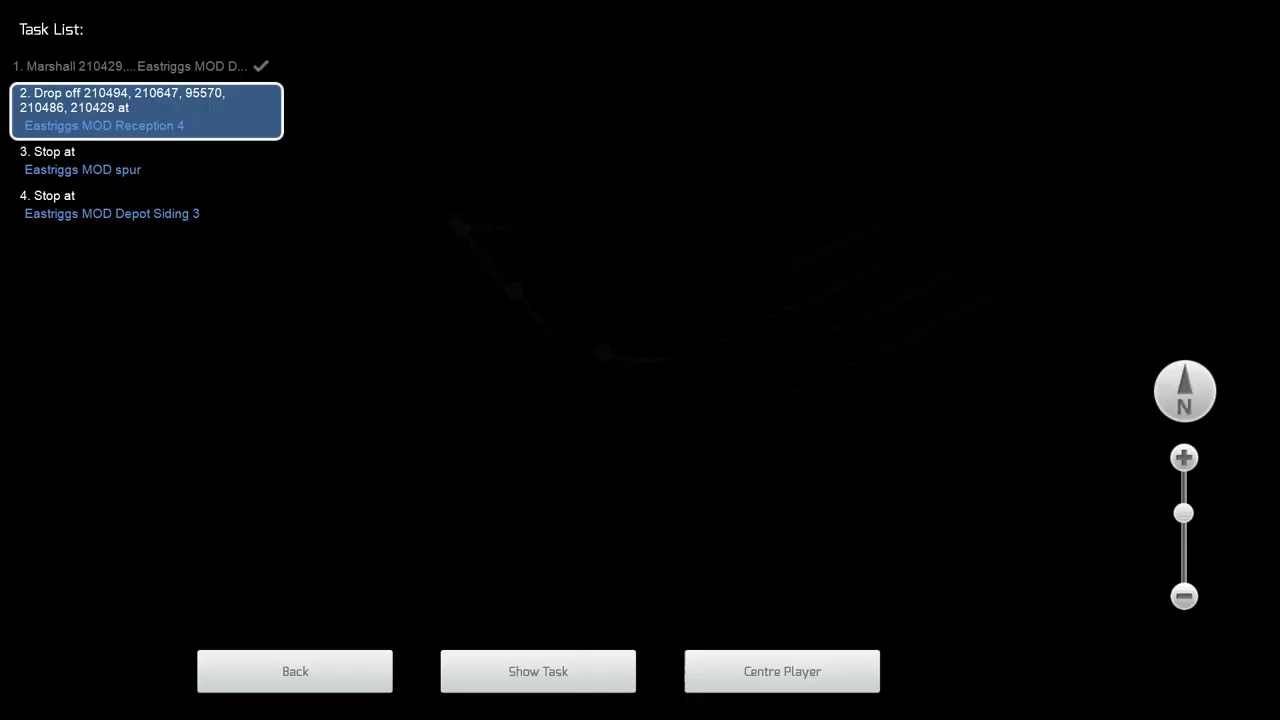 Task List:
1. Marshall 210429,...Eastriggs MOD D...
2. Drop off 210494, 210647, 95570,
210486, 210429 at
Eastriggs MOD Reception 4
3. Stop at
Eastriggs MOD spur
4. Stop at
Eastriggs MOD Depot Siding 3
N
Back
Show Task
Centre Player